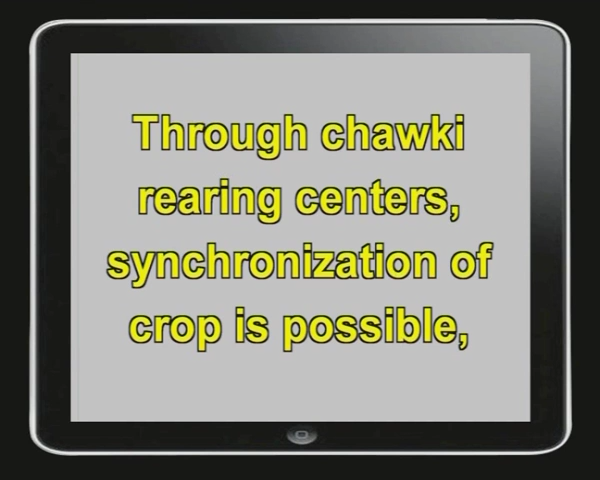 Through chawki
rearing centers,
synchronization of
crop is possible,